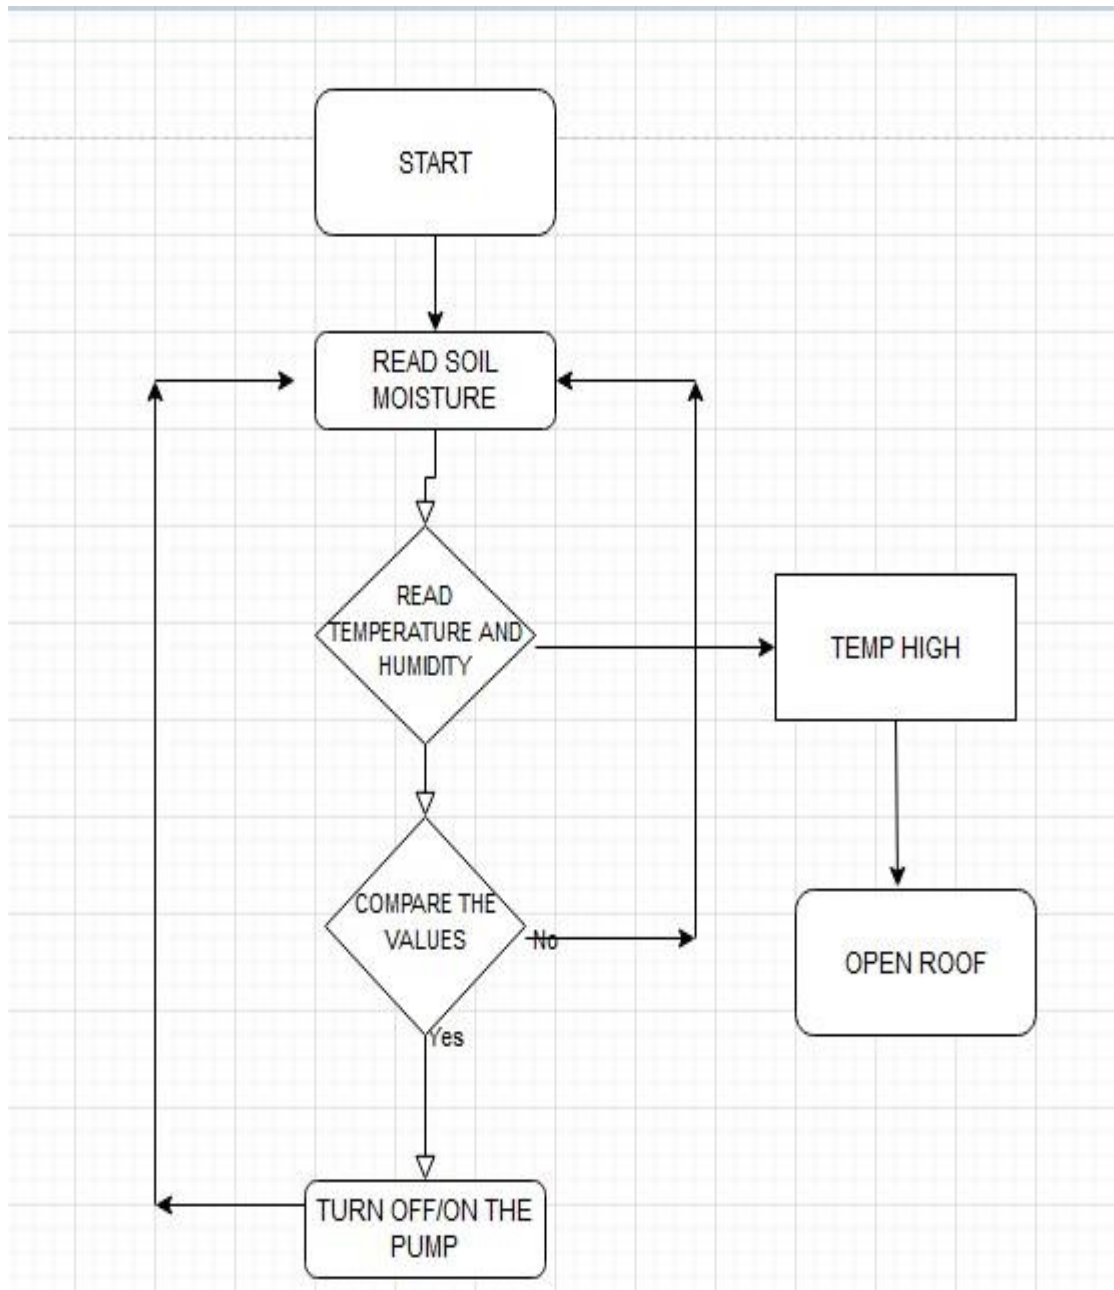 START
READ SOIL
MOISTURE
READ
TEMPERATURE AND
HUMIDITY
TEMP HIGH
COMPARE THE
VALUES
No
OPEN ROOF
Yes
TURN OFF/ON THE
PUMP